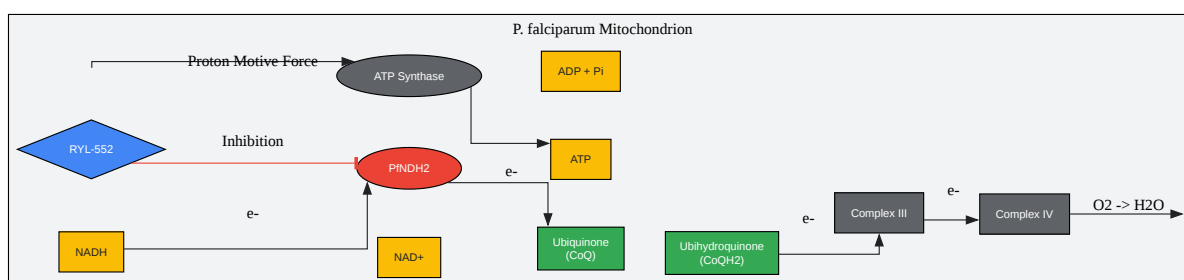 P. falciparum Mitochondrion
Proton Motive Force
ATP Synthase
ADP + Pi
RYL-552
Inhibition
PfNDH2
ATP
e-
e-
NADH
NAD+
Ubiquinone
(CoQ)
Ubihydroquinone
(CoQH2)
e-
Complex III
e-
Complex IV
O2 -> H2O